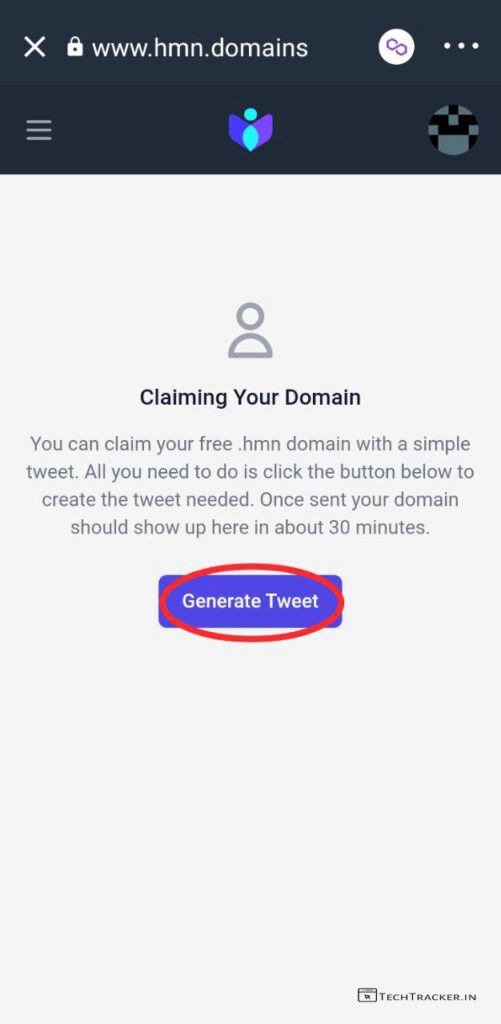 www.hmn.domains
Claiming Your Domain
You can claim your free .hmn domain with a simple
tweet. All you need to do is click the button below to
create the tweet needed. Once sent your domain
should show up here in about 30 minutes.
Generate Tweet
TECHTRACKER.IN